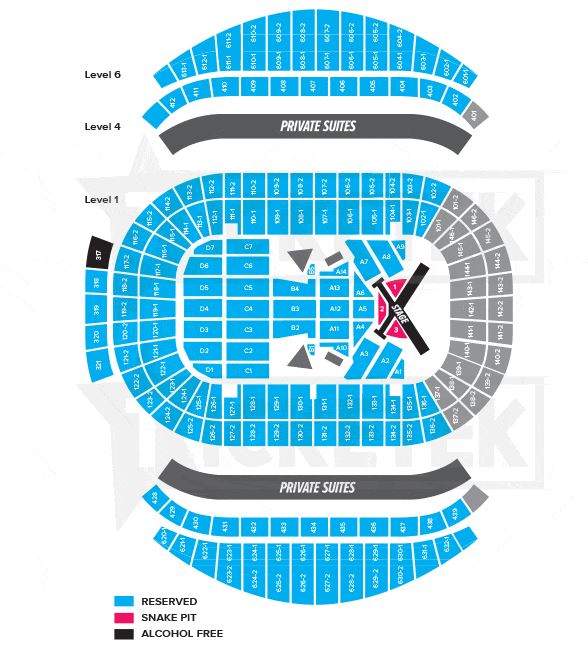 Level 6
610-1 612-1 611-1 611-2 610-2 610-1 609-2 609-1 608-2 608-1 607-2 607-1 606-2 606-1 605-2 605-1 604-2 604-1 603-1 602-1 601-1
412 411 410 409 408 407 406 405 404 403 402 401
Level 4
PRIVATE SUITES
Level 1
115-2 114-2 113-2 112-2 111-2 110-2 109-2 108-2 107-2 106-2 105-2 104-2 103-2 102-2 101-2
114-1 113-1 112-1 111-1 110-1 109-1 108-1 107-1 106-1 105-1 104-1 103-1 102-1 101-1
116-2 116-1 146-1 146-2
117-2 117-1 145-1 145-2
118-1 144-1 144-2
119-1 143-1 143-2
120-2 120-1 142-1 142-2
121-2 121-1 141-1 141-2
122-2 122-1 140-1 140-2
123-2 123-1 139-1 139-2
124-2 124-1 138-1 138-2
317
318
319
320
321
D7 C7 A7 A8 A9
D6 C6 B5 A14
D5 C5 B4 A13 A6 1
D4 C4 B3 A12 A5 2 STAGE
D3 C3 B2 A11 A4 3
D2 C2 B1 A10 A3 A2
D1 C1 A1
125-1 126-1 127-1 128-1 129-1 130-1 131-1 132-1 133-1 134-1 135-1 136-1 137-1
125-2 126-2 127-2 128-2 129-2 130-2 131-2 132-2 133-2 134-2 135-2 136-2 137-2
PRIVATE SUITES
428 429 430 431 432 433 434 435 436 437 438 439
620-1 621-1 622-1 623-1 624-1 625-1 626-1 627-1 628-1 629-1 630-1 631-1 632-1
623-2 624-2 625-2 626-2 627-2 628-2 629-2 630-2
RESERVED
SNAKE PIT
ALCOHOL FREE